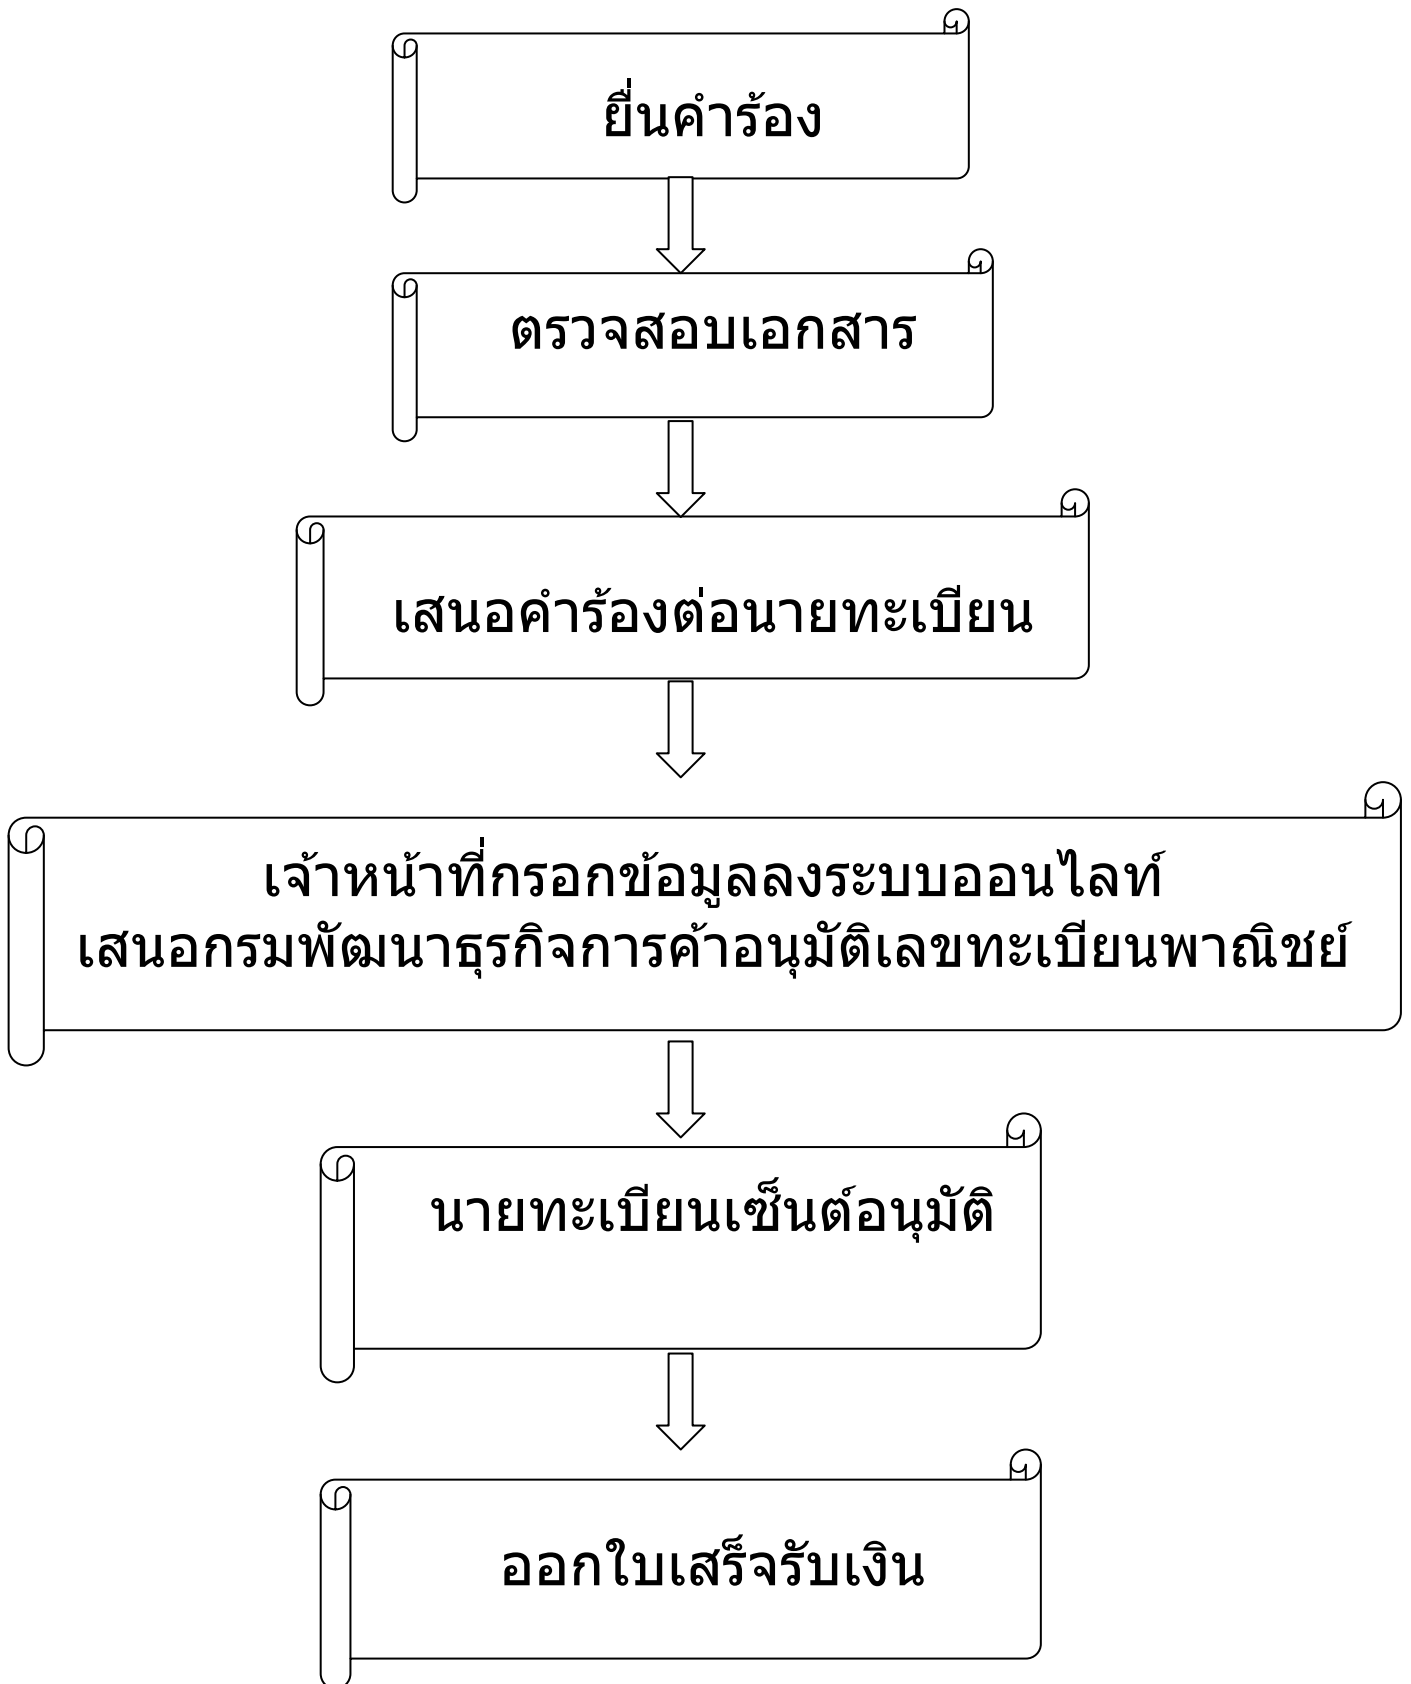 ยื่นคำร้อง
ตรวจสอบเอกสาร
เสนอคำร้องต่อนายทะเบียน
เจ้าหน้าที่กรอกข้อมูลลงระบบออนไลท์
เสนอกรมพัฒนาธุรกิจการค้าอนุมัติเลขทะเบียนพาณิชย์
นายทะเบียนเซ็นต์อนุมัติ
ออกใบเสร็จรับเงิน